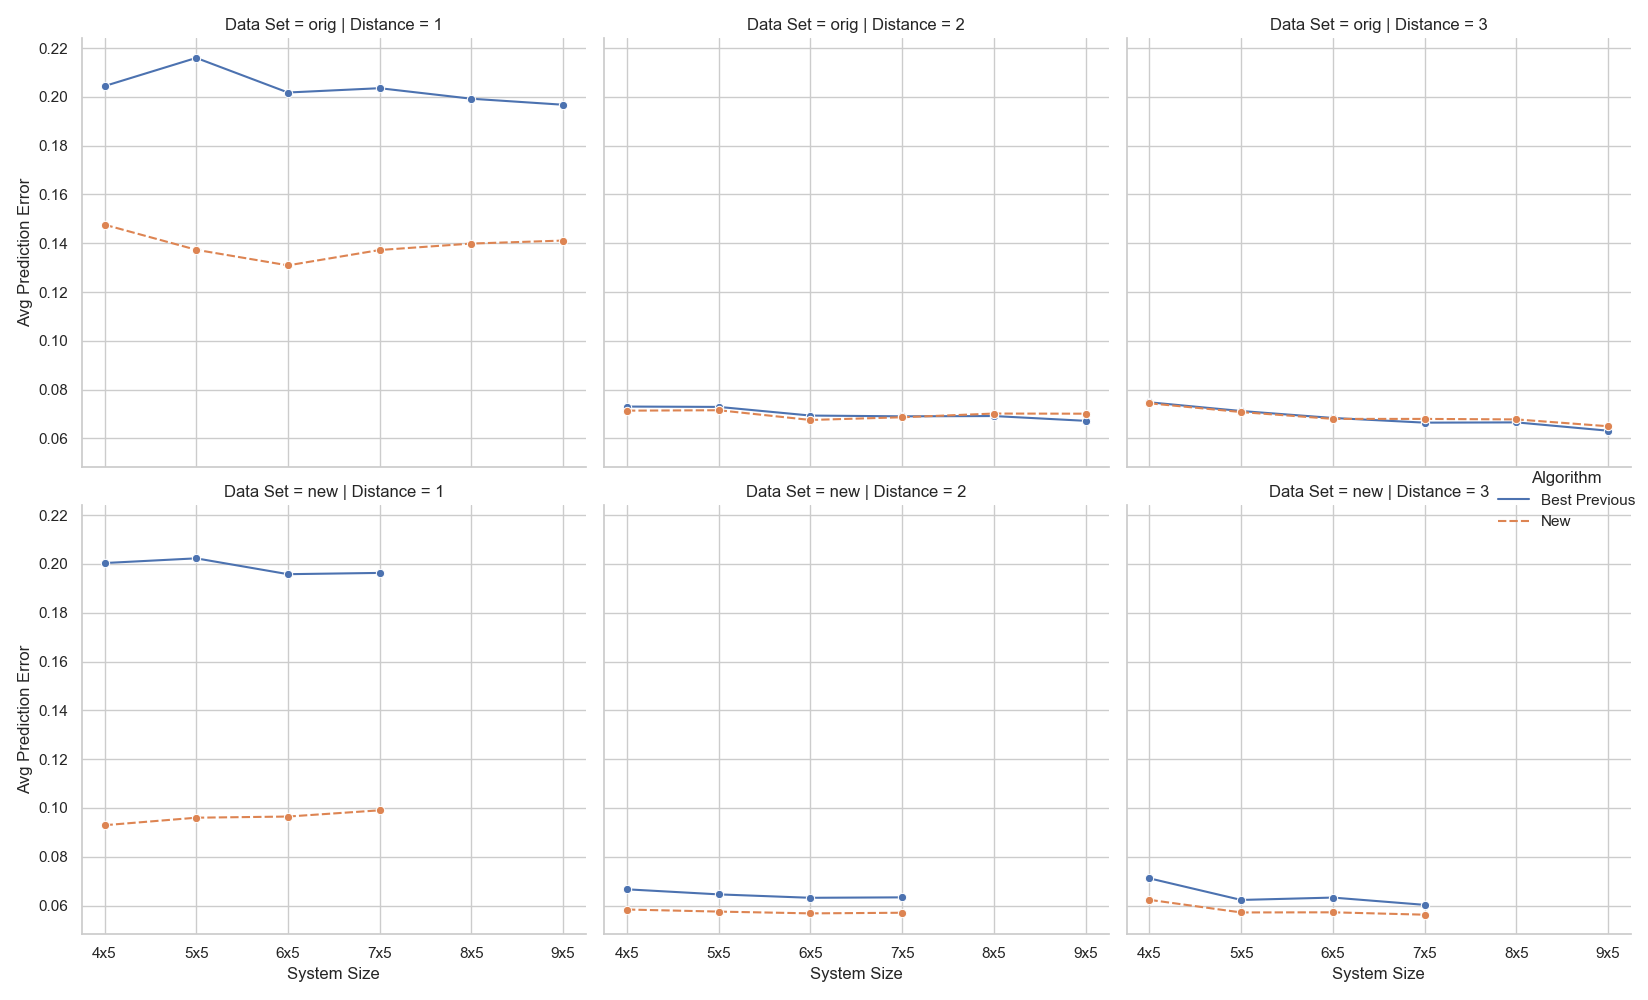 Data Set = orig | Distance = 1
Data Set = orig | Distance = 2
Data Set = orig | Distance = 3
Avg Prediction Error
0.22
0.20
0.18
0.16
0.14
0.12
0.10
0.08
0.06
Data Set = new | Distance = 1
Data Set = new | Distance = 2
Data Set = new | Distance = 3
Algorithm
Best Previous
New
Avg Prediction Error
0.22
0.20
0.18
0.16
0.14
0.12
0.10
0.08
0.06
4x5 5x5 6x5 7x5 8x5 9x5
System Size
4x5 5x5 6x5 7x5 8x5 9x5
System Size
4x5 5x5 6x5 7x5 8x5 9x5
System Size